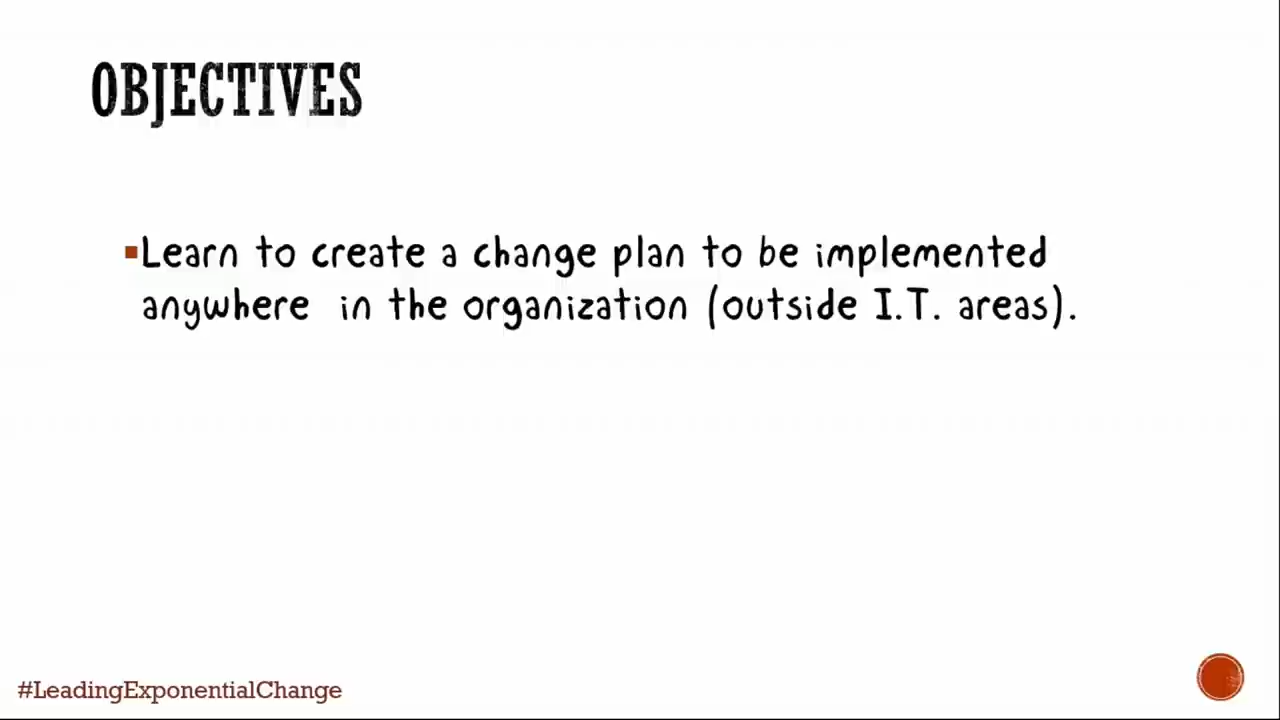 OBJECTIVES
Learn to create a change plan to be implemented
anywhere in the organization (outside I.T. areas).
#LeadingExponentialChange